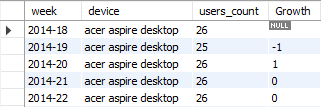 week device users_count Growth
2014-18 acer aspire desktop 26 NULL
2014-19 acer aspire desktop 25 -1
2014-20 acer aspire desktop 26 1
2014-21 acer aspire desktop 26 0
2014-22 acer aspire desktop 26 0